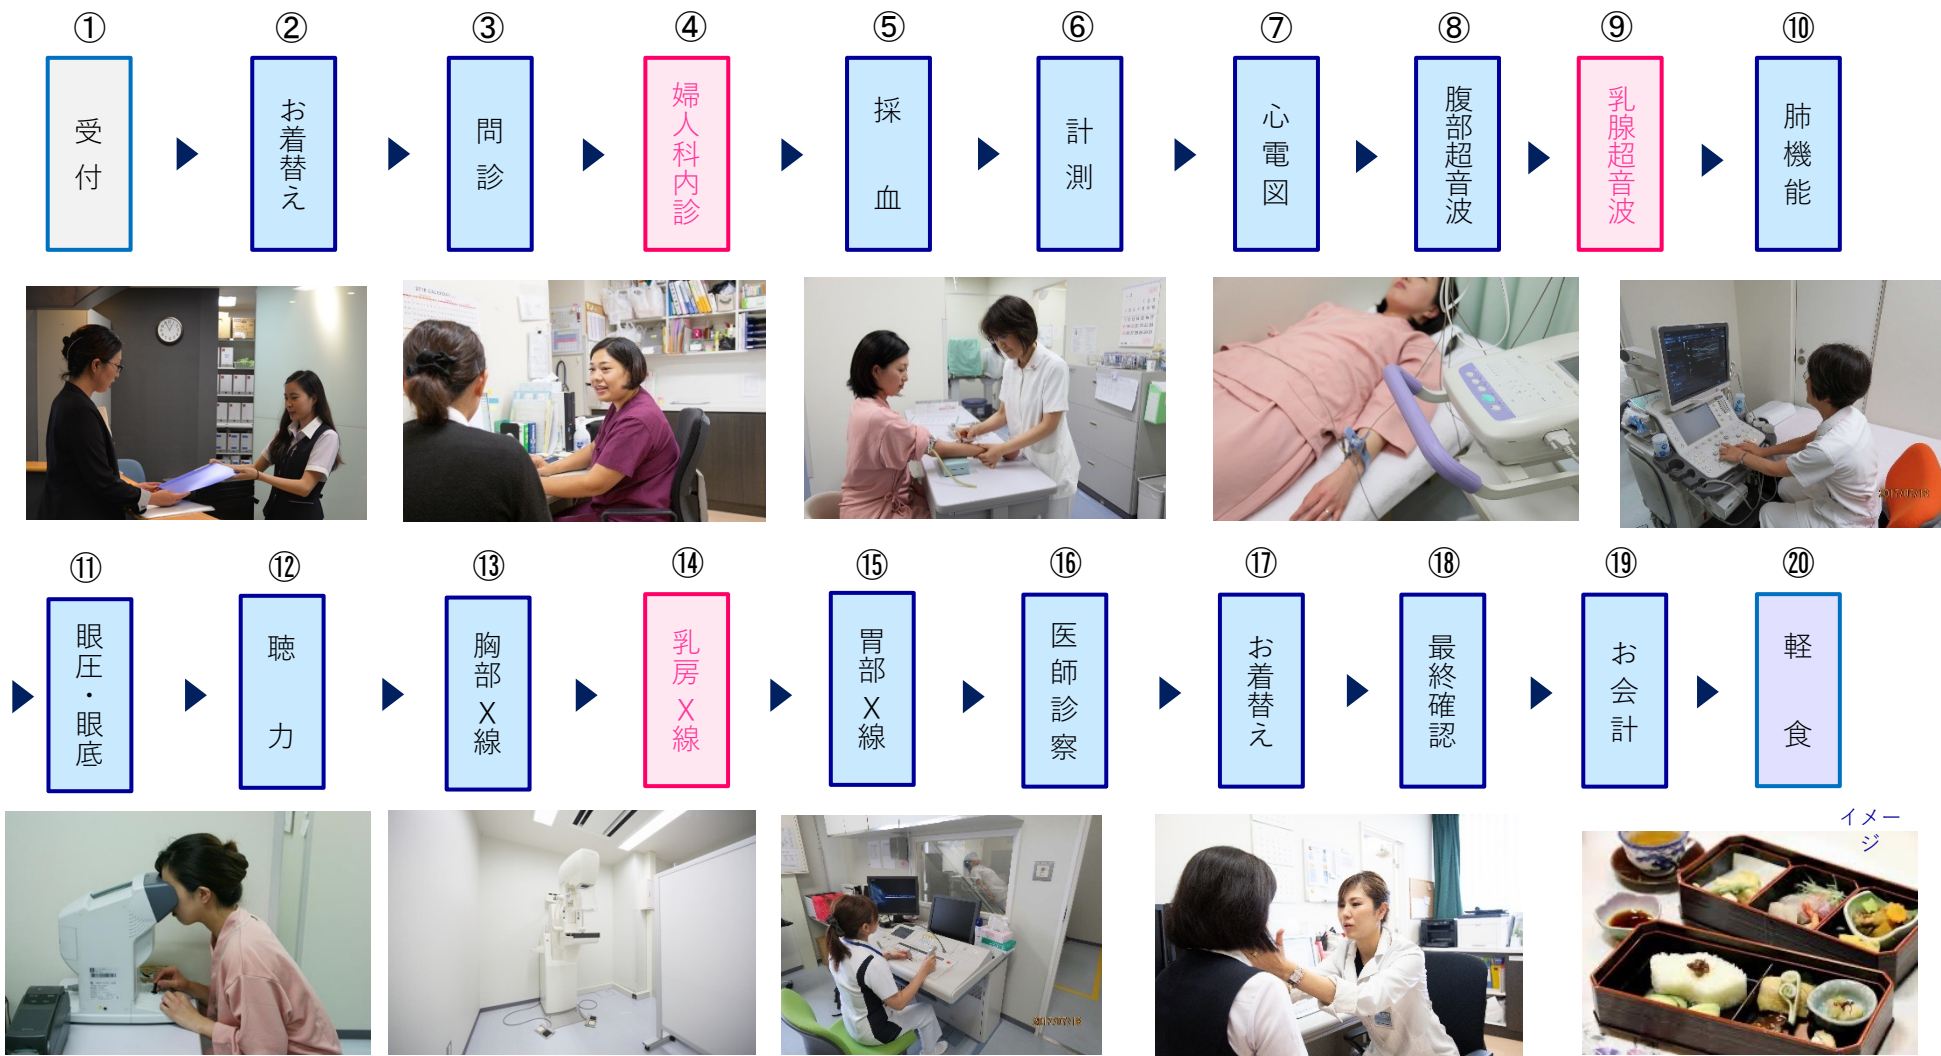 ①
②
③
④
⑤
⑥
⑦
⑧
⑨
⑩
受付
お着替え
問診
婦人科内診
採血
計測
心電図
腹部超音波
乳腺超音波
肺機能
⑪
⑫
⑬
⑭
⑮
⑯
⑰
⑱
⑲
⑳
眼圧・眼底
聴力
胸部X線
乳房X線
胃部X線
医師診察
お着替え
最終確認
お会計
軽食
イメー
ジ